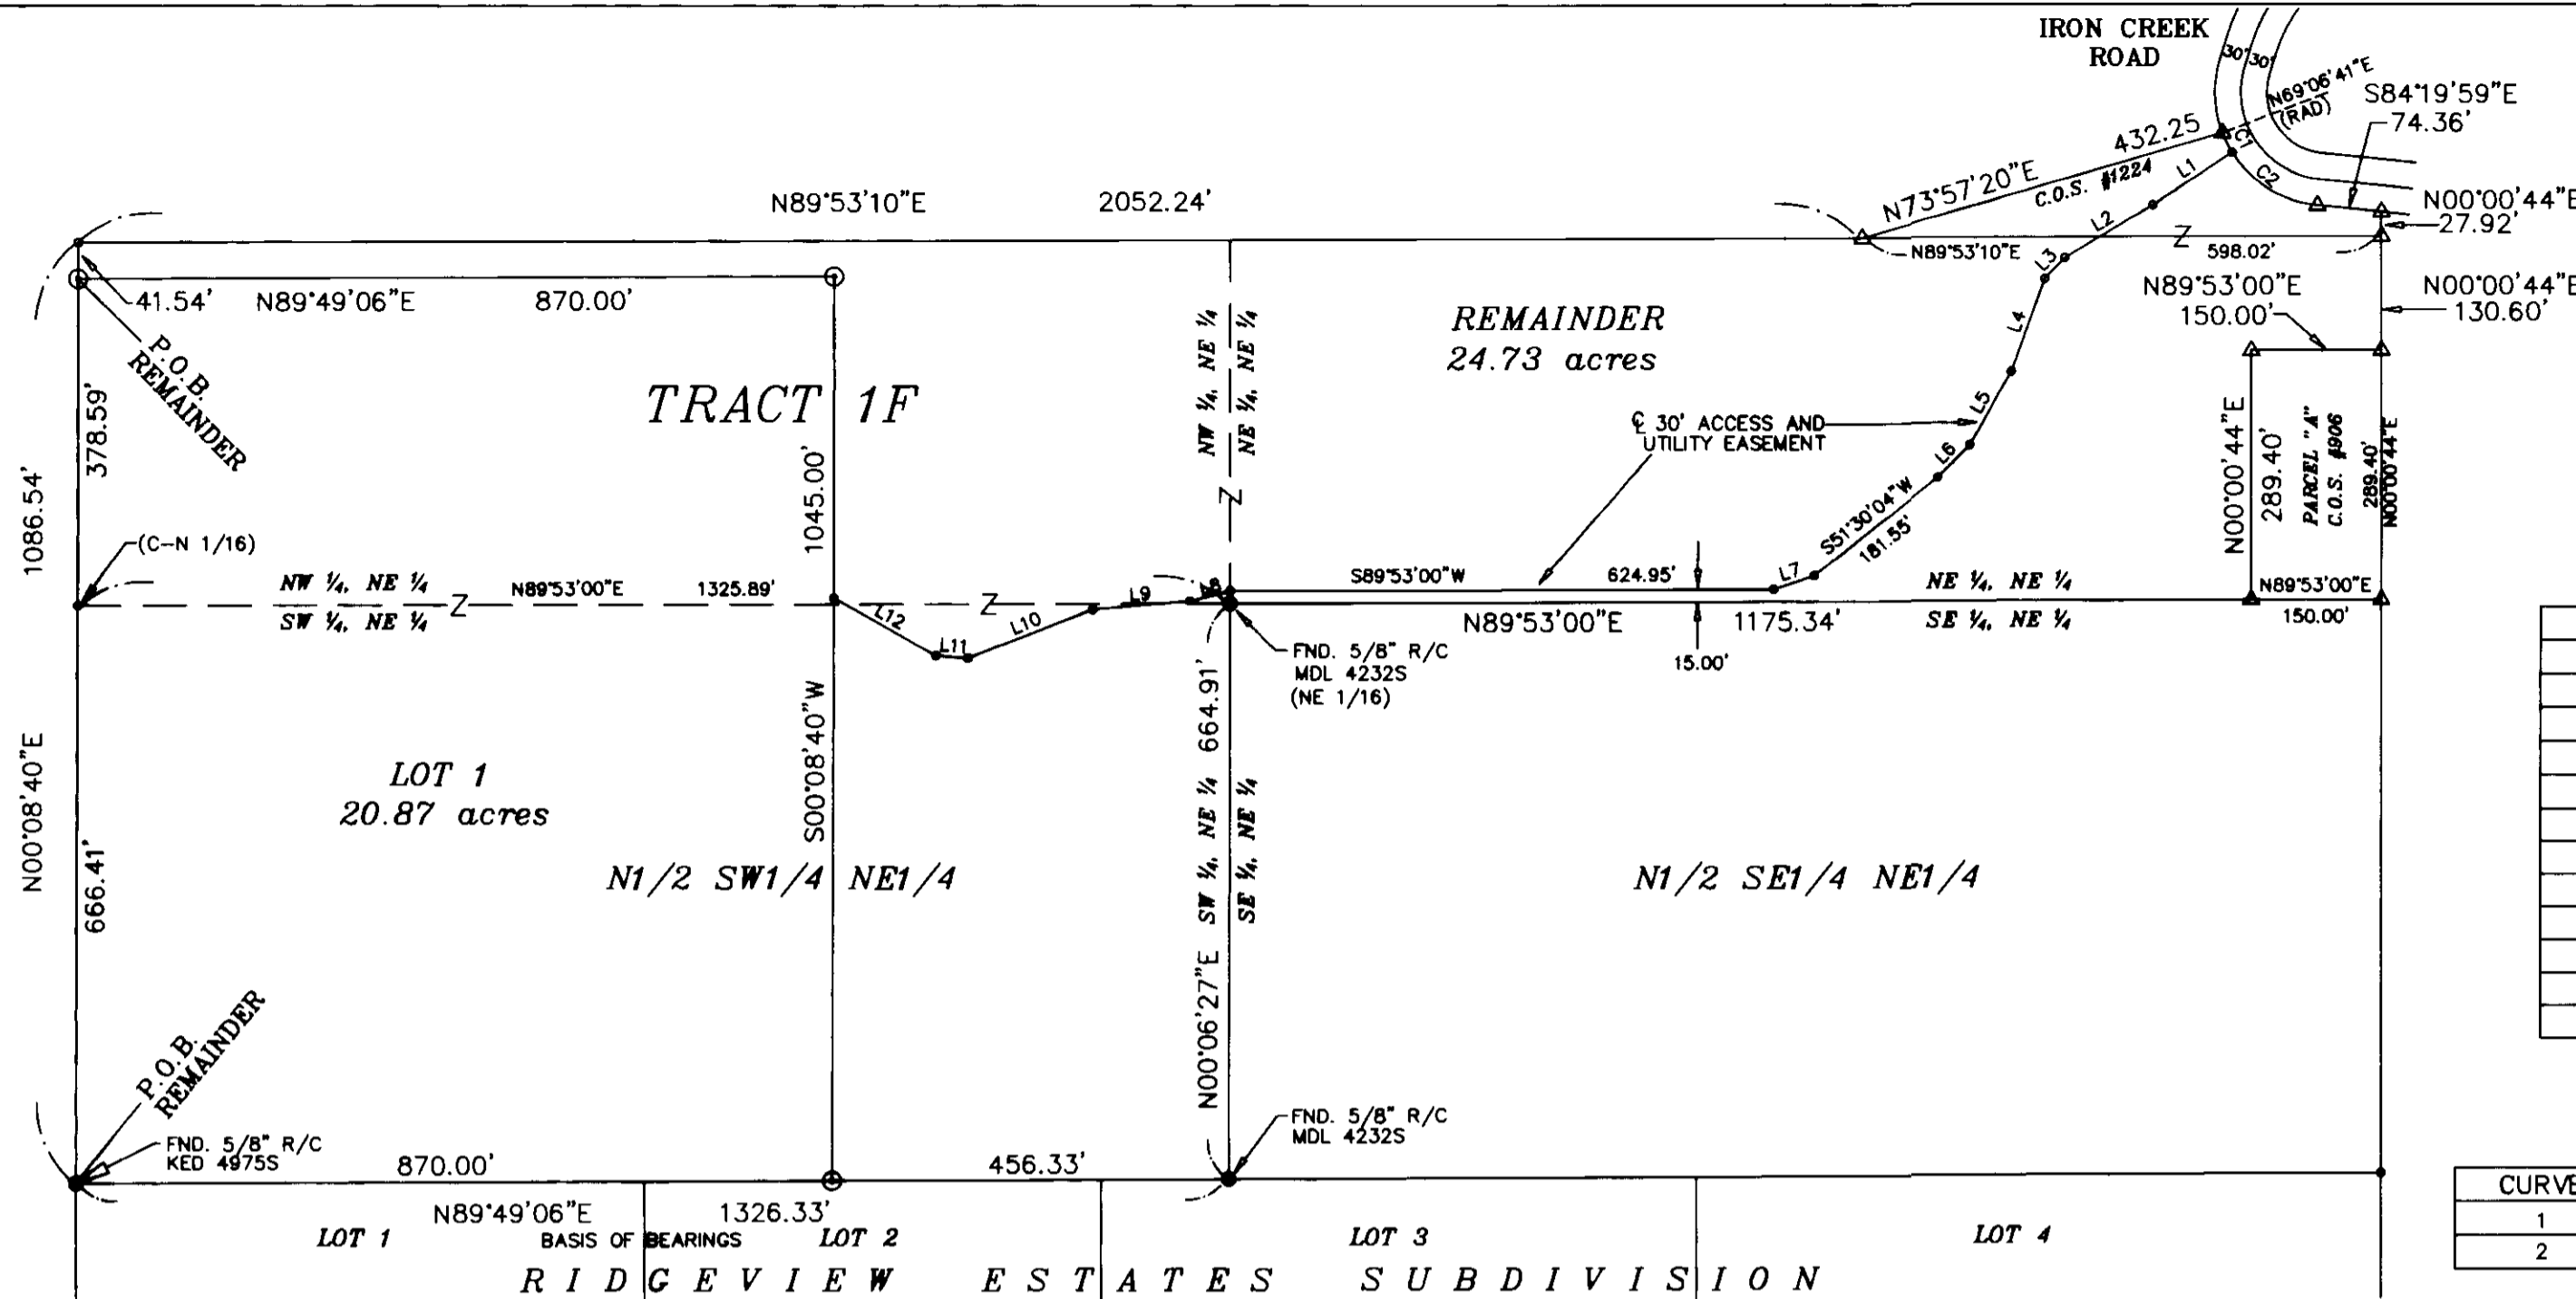 IRON CREEK
ROAD
30' 30'
N69°06'41"E
(RAD)
S84°19'59"E
74.36'
432.25
N73°57'20"E
C.O.S. #1224
C1
C2
L1
L2
L3
L4
L5
L6
N00°00'44"E
27.92'
N89°53'10"E
2052.24'
N89°53'10"E
Z
598.02'
41.54'
N89°49'06"E
870.00'
N89°53'00"E
150.00'
N00°00'44"E
130.60'
P.O.B.
REMAINDER
REMAINDER
24.73 acres
TRACT 1F
NW ¼, NE ¼
NE ¼, NE ¼
Z
378.59'
1086.54'
1045.00'
℄ 30' ACCESS AND
UTILITY EASEMENT
N00°00'44"E
289.40'
PARCEL "A"
C.O.S. #906
289.40'
N00°00'44"E
S51°30'04"W
181.55'
(C-N 1/16)
NW ¼, NE ¼
SW ¼, NE ¼
Z
N89°53'00"E
1325.89'
Z
L12
L11
L10
L9
L8
S89°53'00"W
624.95'
L7
NE ¼, NE ¼
SE ¼, NE ¼
N89°53'00"E
150.00'
N89°53'00"E
1175.34'
15.00'
FND. 5/8" R/C
MDL 4232S
(NE 1/16)
664.91'
SW ¼, NE ¼
SE ¼, NE ¼
N00°06'27"E
S00°08'40"W
N00°08'40"E
666.41'
LOT 1
20.87 acres
N1/2 SW1/4 NE1/4
N1/2 SE1/4 NE1/4
P.O.B.
REMAINDER
FND. 5/8" R/C
KED 4975S
870.00'
456.33'
FND. 5/8" R/C
MDL 4232S
N89°49'06"E
1326.33'
BASIS OF BEARINGS
LOT 1
LOT 2
LOT 3
LOT 4
RIDGEVIEW ESTATES SUBDIVISION
CURVE
1
2